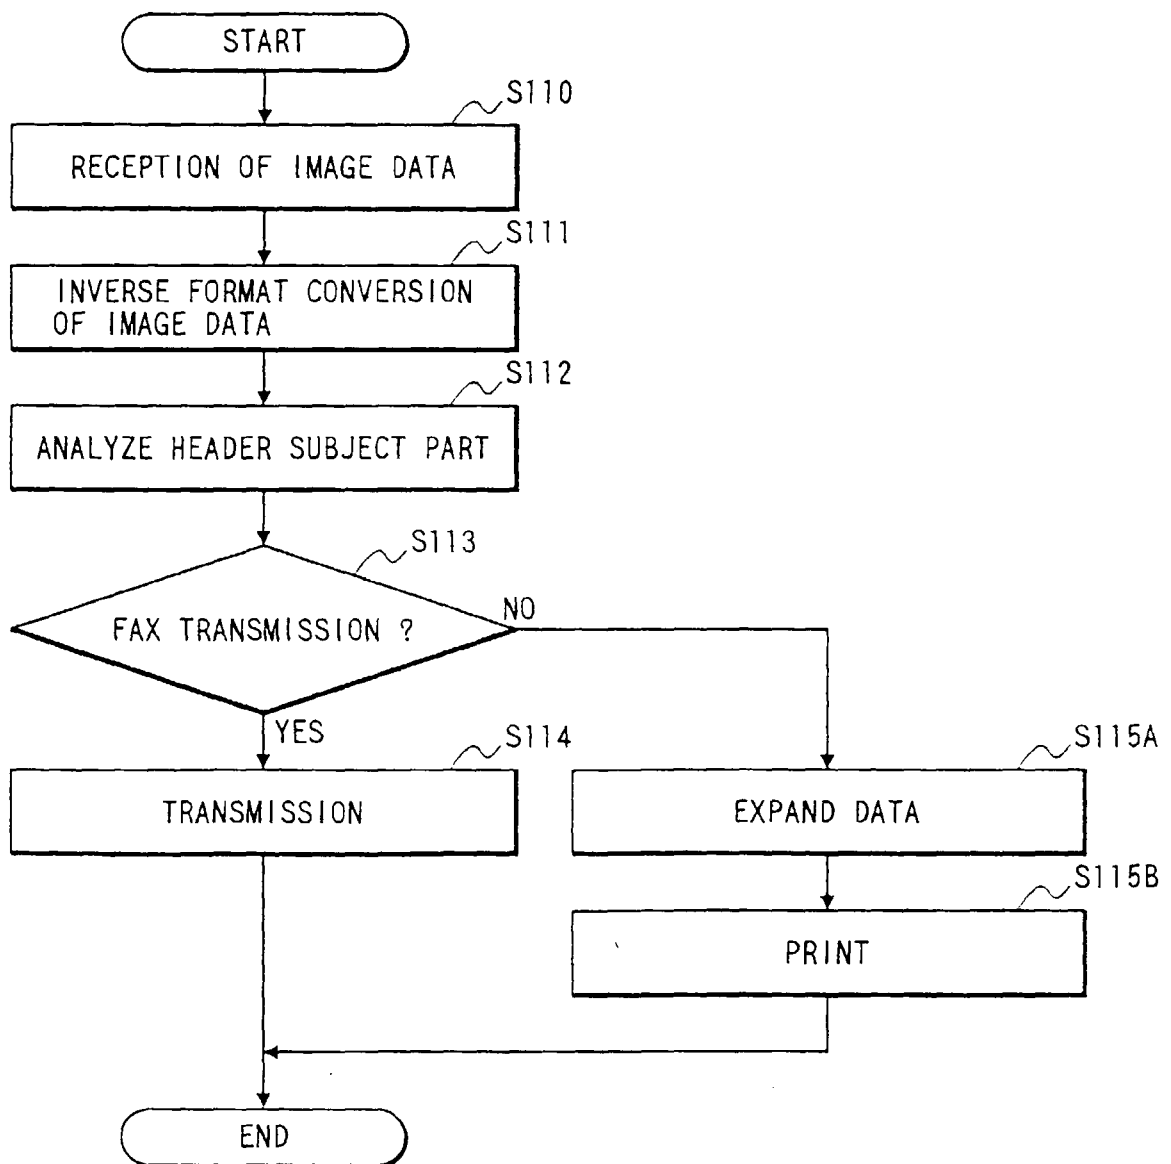 START
S110
RECEPTION OF IMAGE DATA
S111
INVERSE FORMAT CONVERSION
OF IMAGE DATA
S112
ANALYZE HEADER SUBJECT PART
S113
FAX TRANSMISSION ?
NO
YES
S114
TRANSMISSION
S115A
EXPAND DATA
S115B
PRINT
END